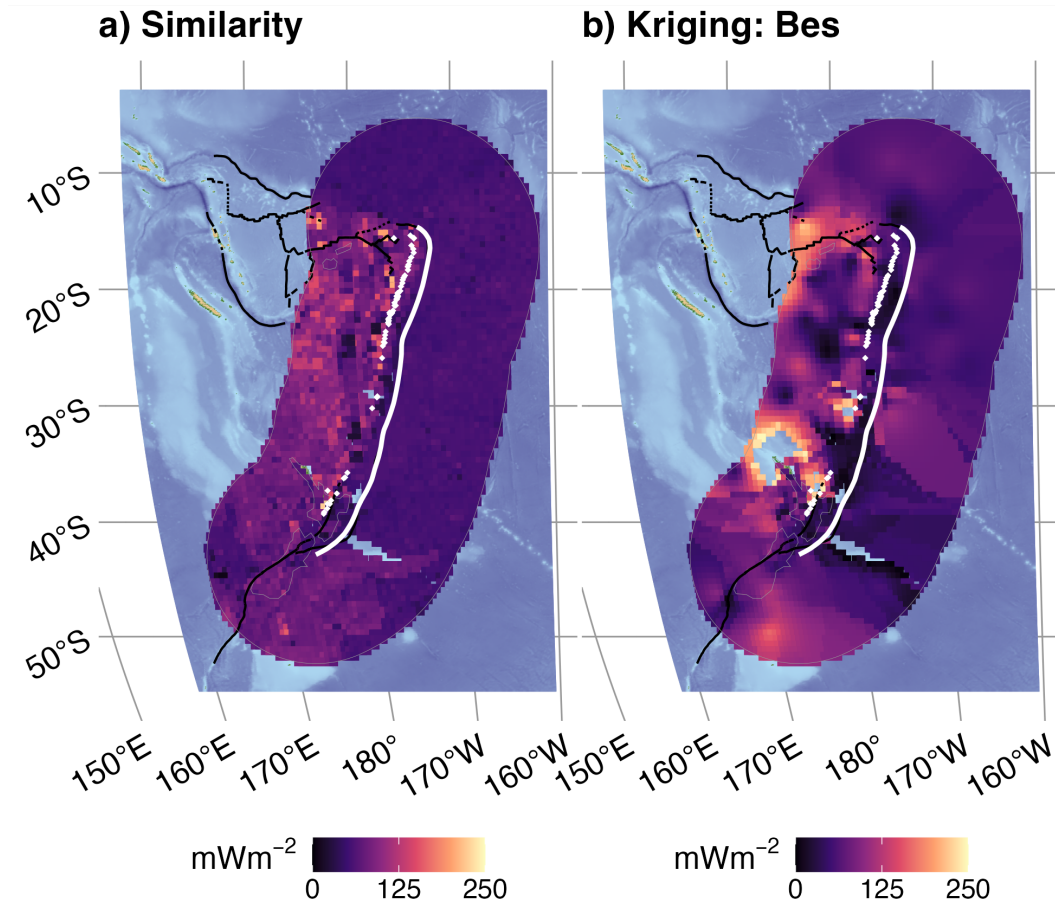 a) Similarity
b) Kriging: Bes
10°S
20°S
30°S
40°S
50°S
150°E 160°E 170°E 180° 170°W 160°W 150°E 160°E 170°E 180° 170°W 160°W
mWm⁻² 0 125 250
mWm⁻² 0 125 250